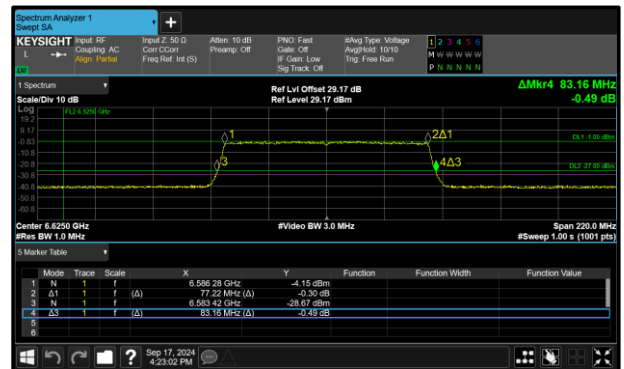 Spectrum Analyzer 1
Swept SA
+
KEYSIGHT Input: RF Input Z: 50 Ω Atten: 10 dB PNO: Fast #Avg Type: Voltage 1 2 3 4 5 6
L Coupling: AC Corr CCorr Preamp: Off Gate: Off Avg|Hold: 10/10 M W W W W W
Align: Partial Freq Ref: Int (S) IF Gain: Low Trig: Free Run
Sig Track: Off P N N N N N
1 Spectrum ΔMkr4 83.16 MHz
Ref Lvl Offset 29.17 dB
Scale/Div 10 dB Ref Level 29.17 dBm -0.49 dB
Log
FL2 6.5250 GHz
19.2
9.17
-0.83
-10.8
-20.8
-30.8
-40.8
-50.8
-60.8
1
2Δ1
DL1 -1.00 dBm
3
4Δ3
DL2 -27.00 dBm
Center 6.6250 GHz #Video BW 3.0 MHz Span 220.0 MHz
#Res BW 1.0 MHz #Sweep 1.00 s (1001 pts)
5 Marker Table
Mode Trace Scale X Y Function Function Width Function Value
1 N 1 f 6.586 28 GHz -4.15 dBm
2 Δ1 1 f (Δ) 77.22 MHz (Δ) -0.30 dB
3 N 1 f 6.583 42 GHz -28.67 dBm
4 Δ3 1 f (Δ) 83.16 MHz (Δ) -0.49 dB
5
6
?
Sep 17, 2024
4:23:02 PM